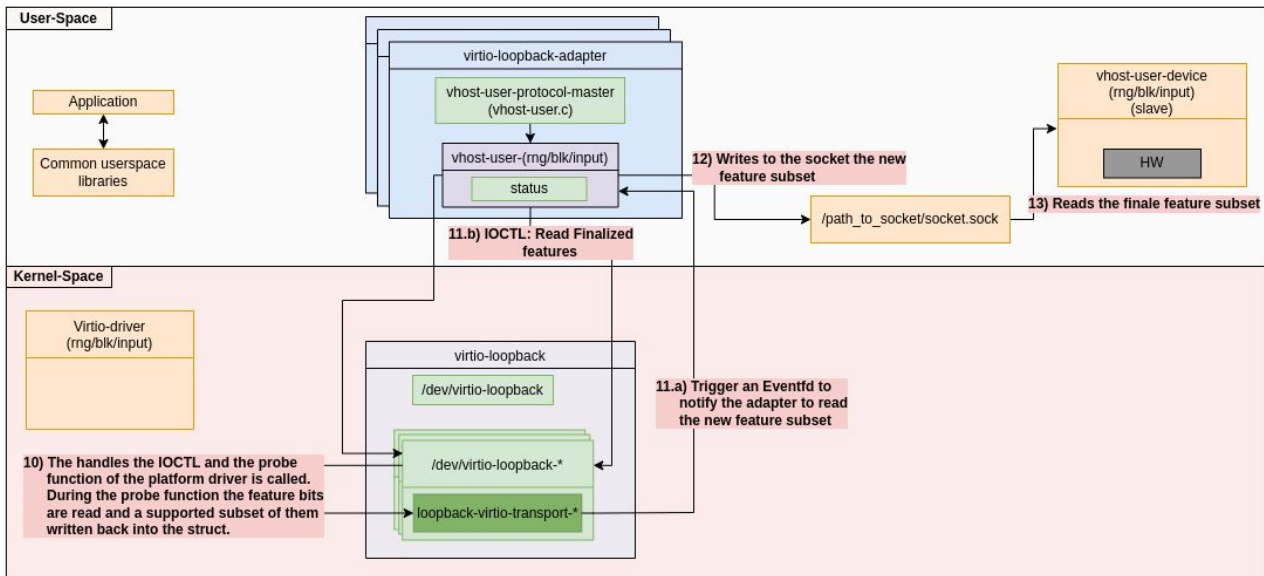 User-Space
virtio-loopback-adapter
vhost-user-protocol-master
(vhost-user.c)
vhost-user-(rng/blk/input)
status
Application
Common userspace
libraries
vhost-user-device
(rng/blk/input)
(slave)
HW
12) Writes to the socket the new
feature subset
/path_to_socket/socket.sock
13) Reads the finale feature subset
11.b) IOCTL: Read Finalized
features
Kernel-Space
Virtio-driver
(rng/blk/input)
virtio-loopback
/dev/virtio-loopback
11.a) Trigger an Eventfd to
notify the adapter to read
the new feature subset
/dev/virtio-loopback-*
loopback-virtio-transport-*
10) The handles the IOCTL and the probe
function of the platform driver is called.
During the probe function the feature bits
are read and a supported subset of them
written back into the struct.